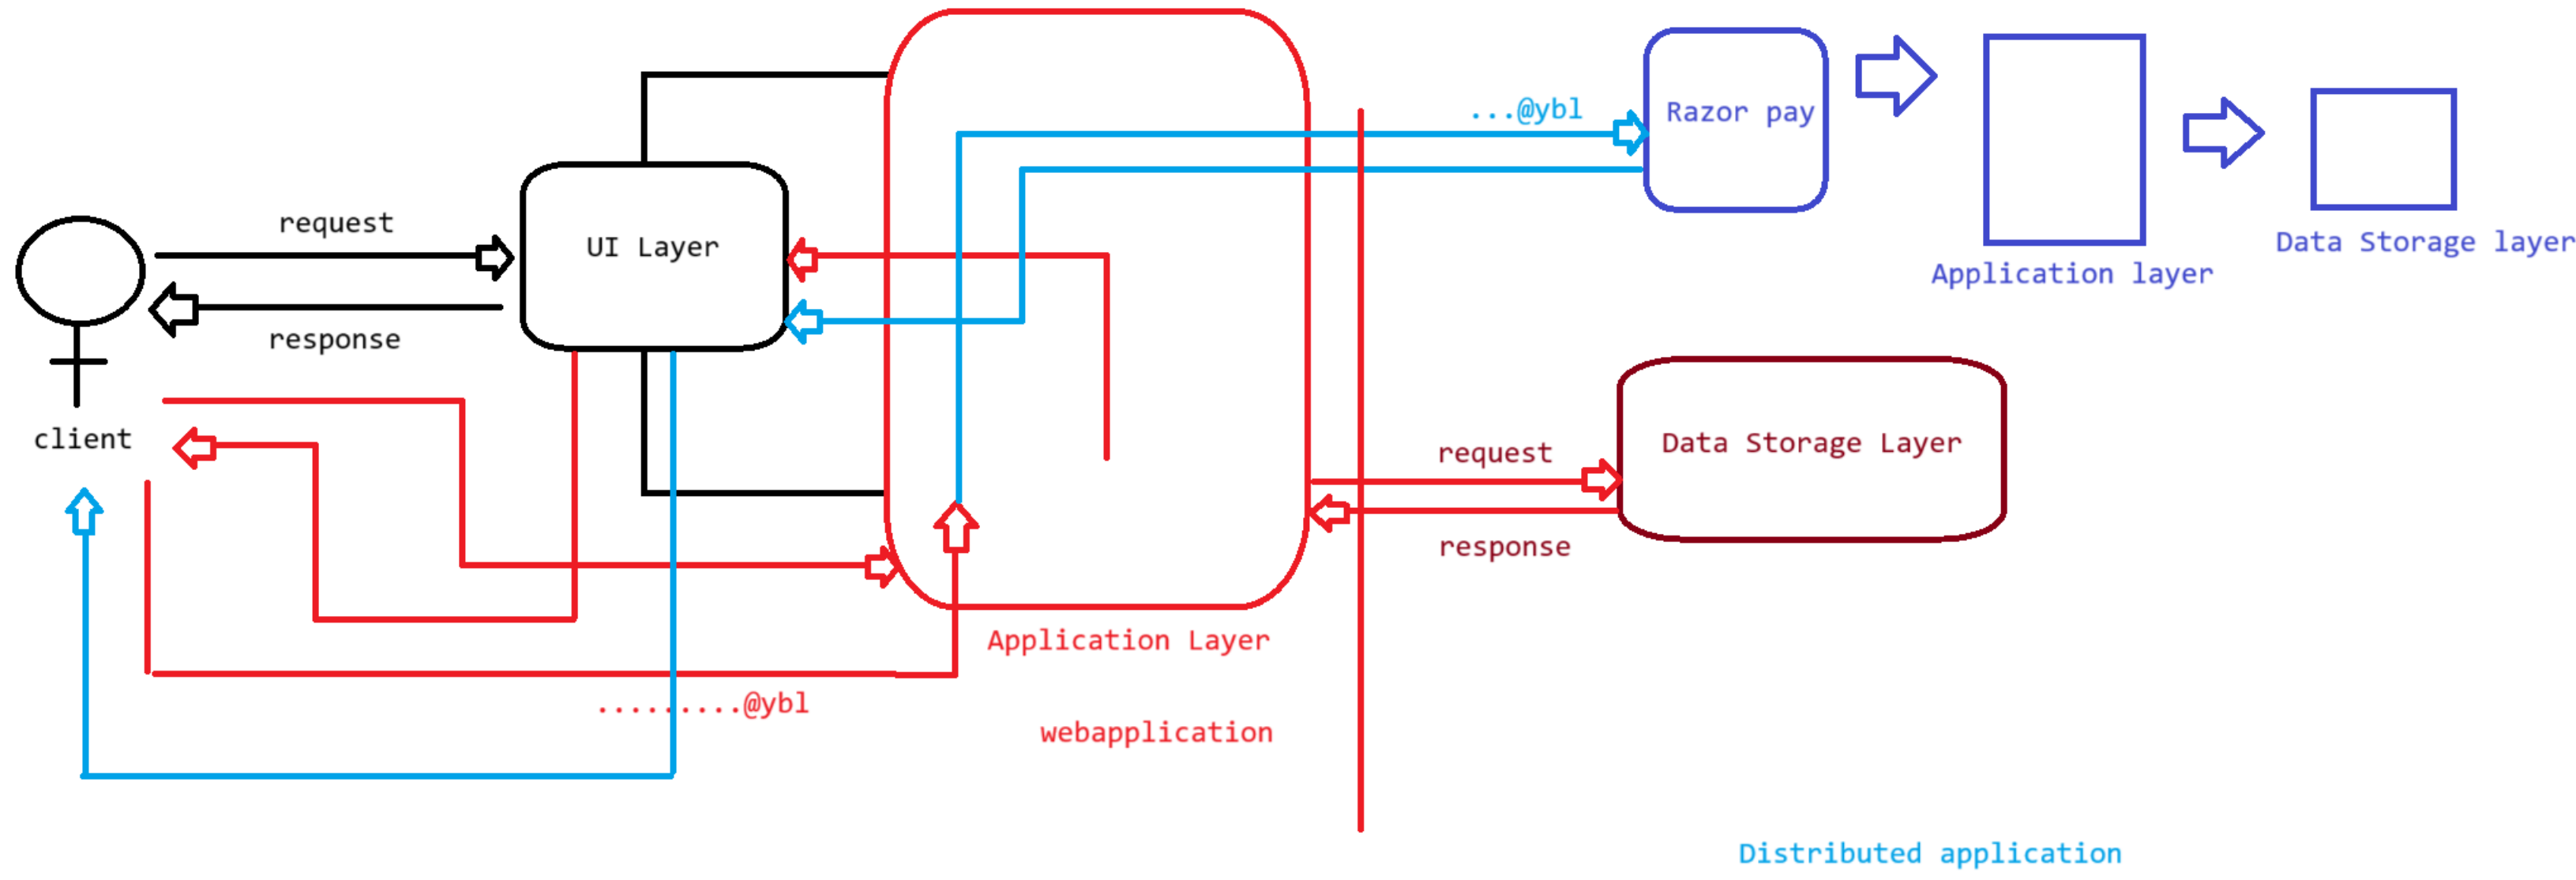 request
response
client
UI Layer
.........@ybl
Application Layer
webapplication
...@ybl
Razor pay
Application layer
Data Storage layer
request
response
Data Storage Layer
Distributed application